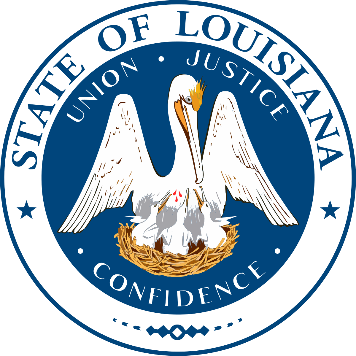 STATE OF LOUISIANA
UNION · JUSTICE
· CONFIDENCE ·